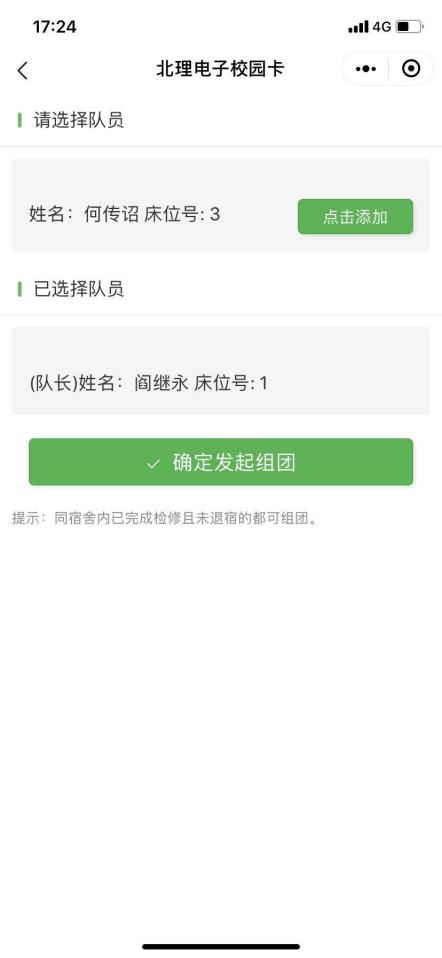 17:24
4G
北理电子校园卡
请选择队员
姓名：何传诏 床位号: 3
点击添加
已选择队员
(队长)姓名：阎继永 床位号: 1
确定发起组团
提示：同宿舍内已完成检修且未退宿的都可组团。